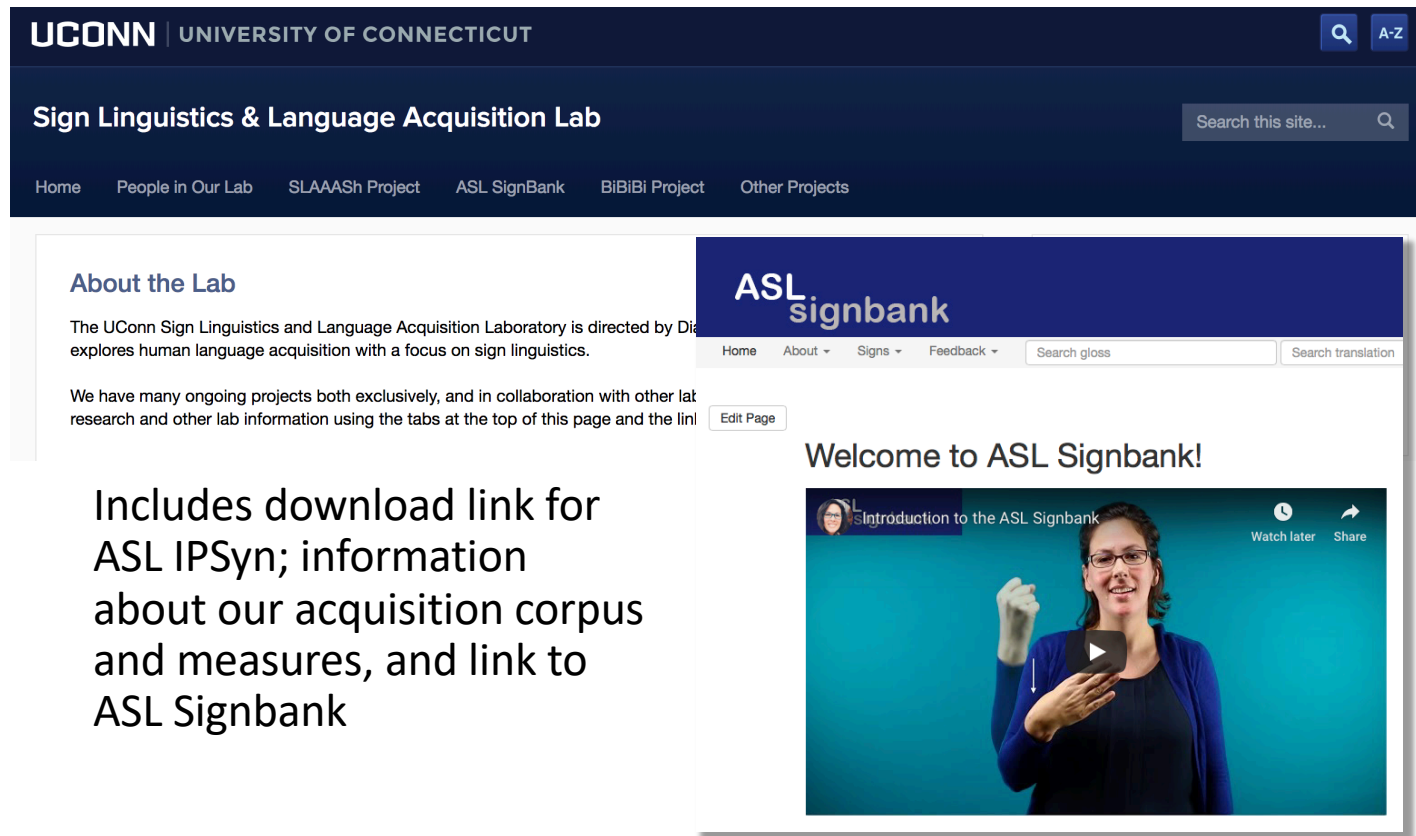 UCONN | UNIVERSITY OF CONNECTICUT
A-Z
Sign Linguistics & Language Acquisition Lab
Search this site...
Home People in Our Lab SLAAASh Project ASL SignBank BiBiBi Project Other Projects
About the Lab
The UConn Sign Linguistics and Language Acquisition Laboratory is directed by
explores human language acquisition with a focus on sign linguistics.
We have many ongoing projects both exclusively, and in collaboration with other
research and other lab information using the tabs at the top of this page and the
ASL
signbank
Home About Signs Feedback Search gloss Search translation
Edit Page
Welcome to ASL Signbank!
Introduction to the ASL Signbank
Watch later Share
Includes download link for
ASL IPSyn; information
about our acquisition corpus
and measures, and link to
ASL Signbank